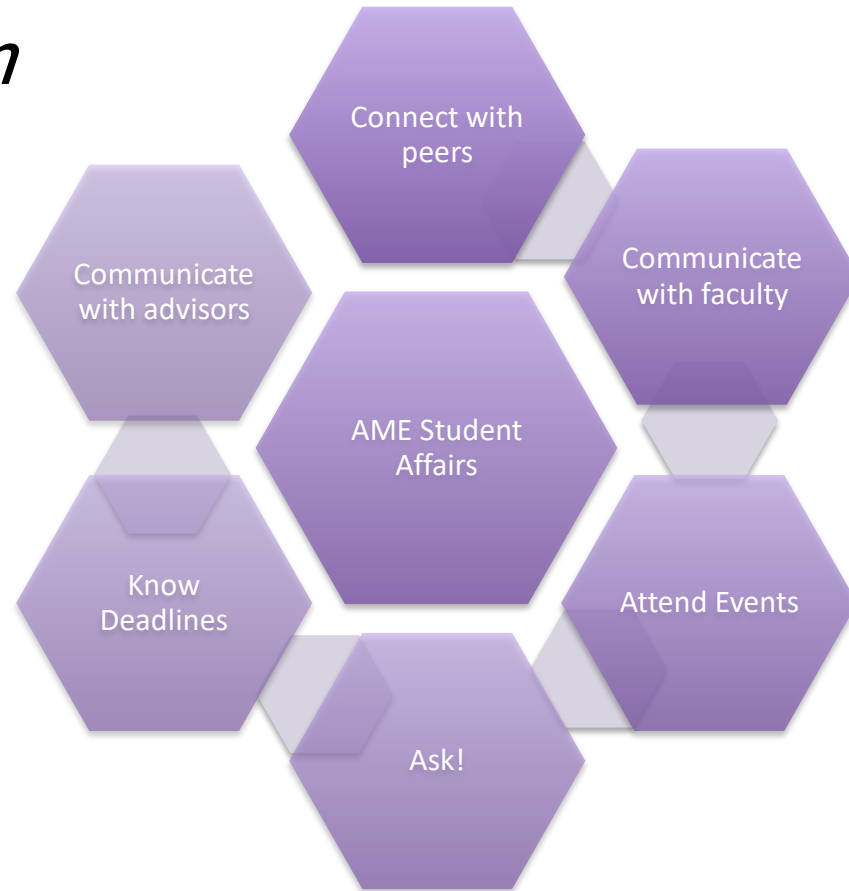 Connect with
peers
Communicate
with faculty
Attend Events
Ask!
Know
Deadlines
Communicate
with advisors
AME Student
Affairs